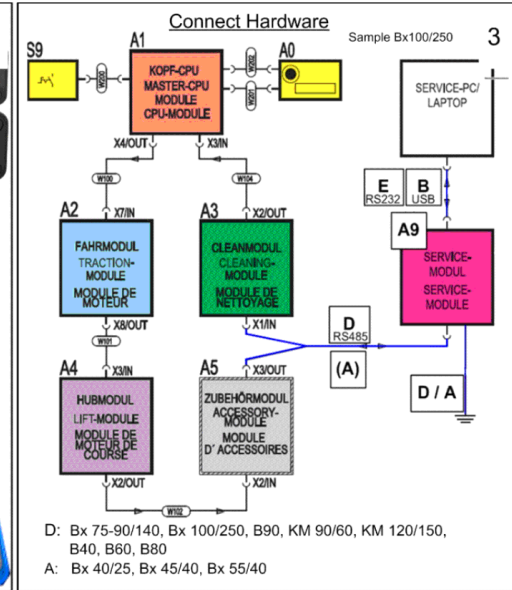 Connect Hardware
Sample Bx100/250
3
S9
A1
A0
W200
KOPF-CPU
MASTER-CPU
MODULE
CPU-MODULE
W202
W201
SERVICE-PC/
LAPTOP
X4/OUT
X3/IN
W100
W104
E
RS232
B
USB
A2
X7/IN
A3
X2/OUT
A9
FAHRMODUL
TRACTION-
MODULE
MODULE DE
MOTEUR
CLEANMODUL
CLEANING-
MODULE
MODULE DE
NETTOYAGE
SERVICE-
MODUL
SERVICE-
MODULE
X8/OUT
X1/IN
W101
D
RS485
(A)
A4
X3/IN
A5
X3/OUT
D / A
HUBMODUL
LIFT-MODULE
MODULE DE
MOTEUR DE
COURSE
ZUBEHÖRMODUL
ACCESSORY-
MODULE
MODULE
D´ACCESSOIRES
X2/OUT
X2/IN
W102
D: Bx 75-90/140, Bx 100/250, B90, KM 90/60, KM 120/150,
B40, B60, B80
A: Bx 40/25, Bx 45/40, Bx 55/40